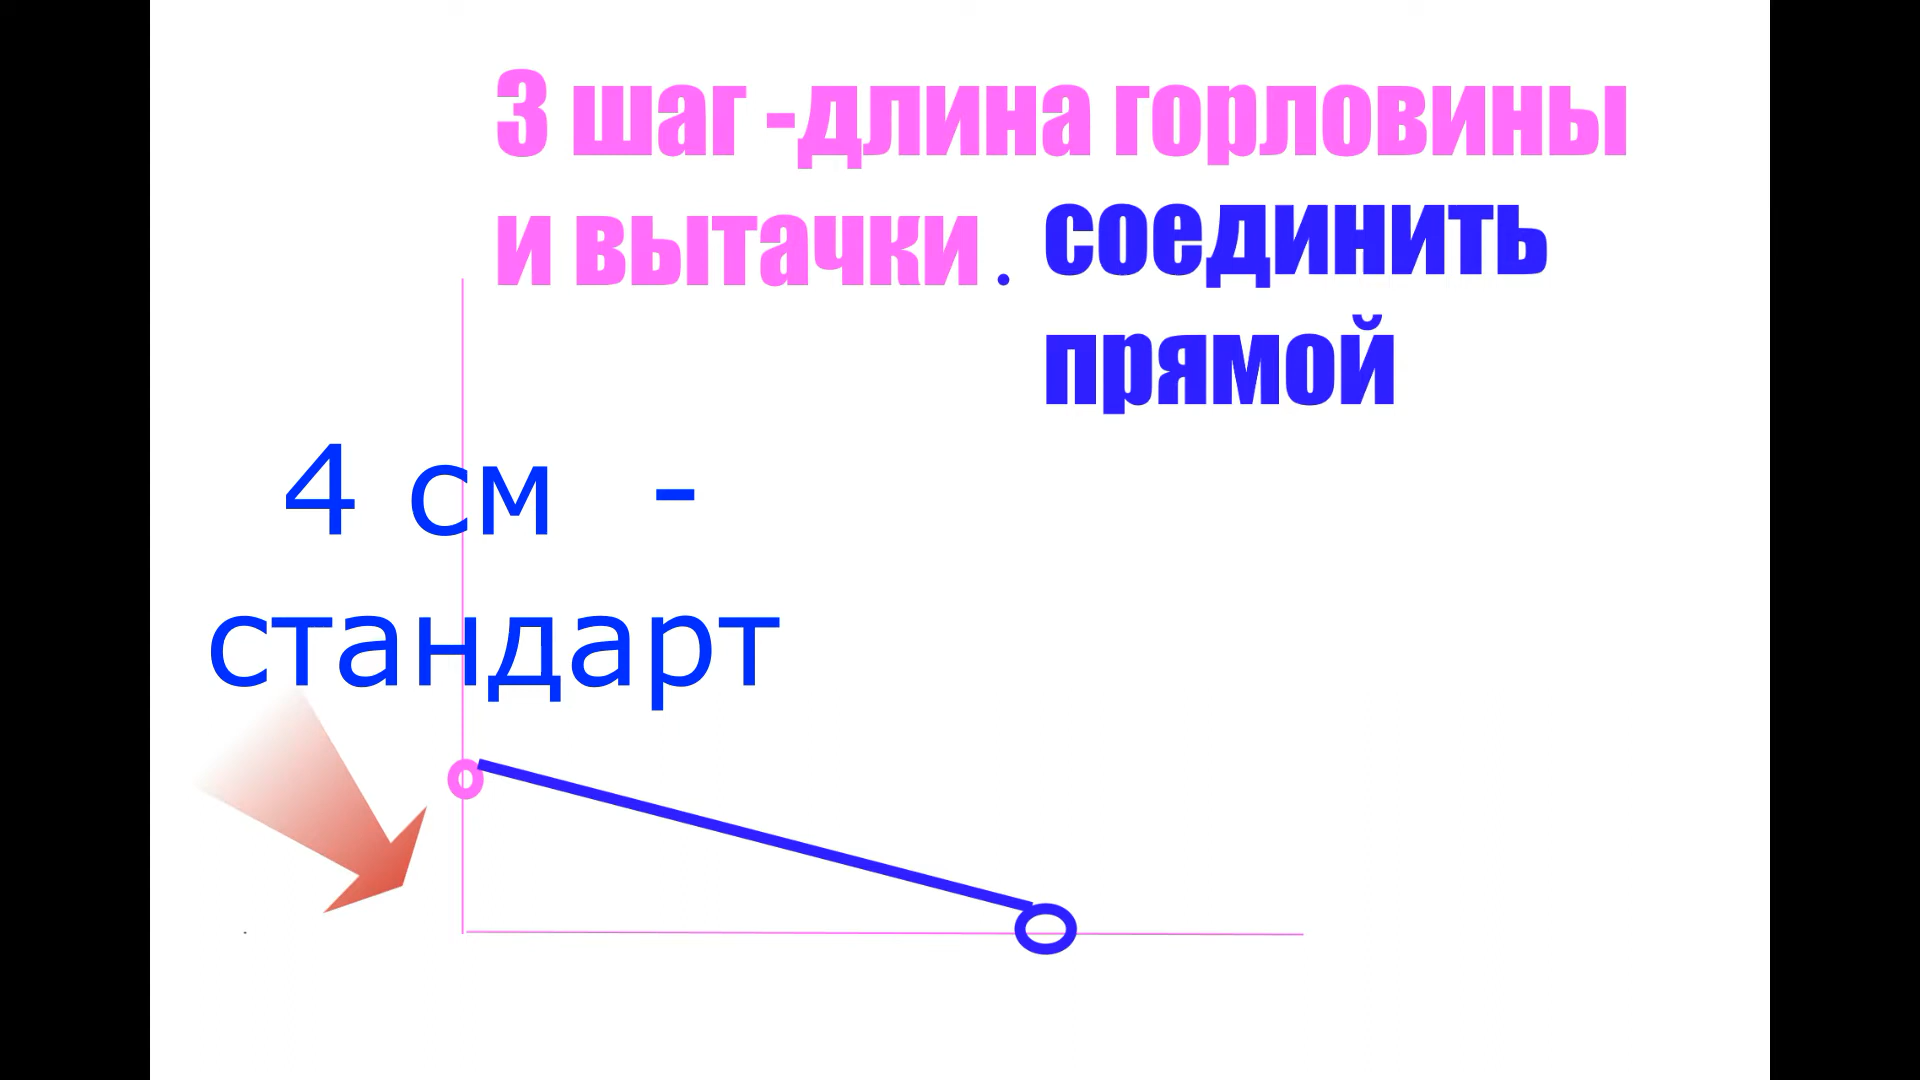 3 шаг -длина горловины
и вытачки . соединить
прямой
4 см -
стандарт